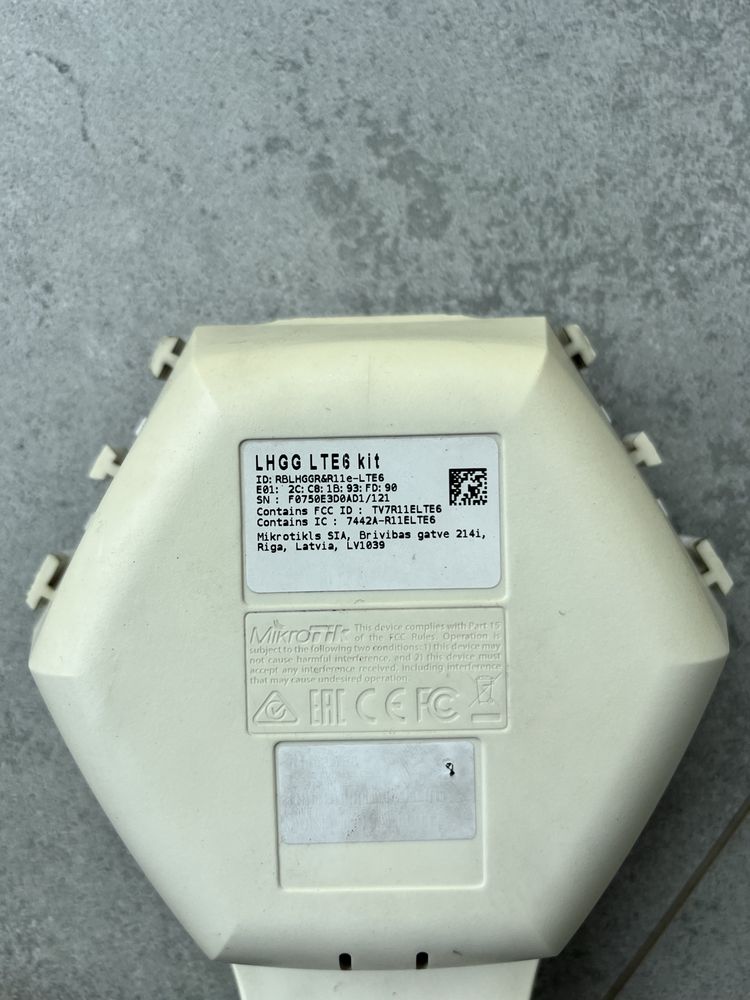 LHGG LTE6 kit
ID: RBLHGGR&R11e-LTE6
E01: 2C:C8:1B:93:FD:90
SN : F0750E3D0AD1/121
Contains FCC ID : TV7R11ELTE6
Contains IC : 7442A-R11ELTE6
Mikrotikls SIA, Brivibas gatve 214i,
Riga, Latvia, LV1039
MikroTik This device complies with Part 15
of the FCC Rules. Operation is
subject to the following two conditions: 1) this device may
not cause harmful interference, and 2) this device must
accept any interference received, including interference
that may cause undesired operation.
EAC CE FC